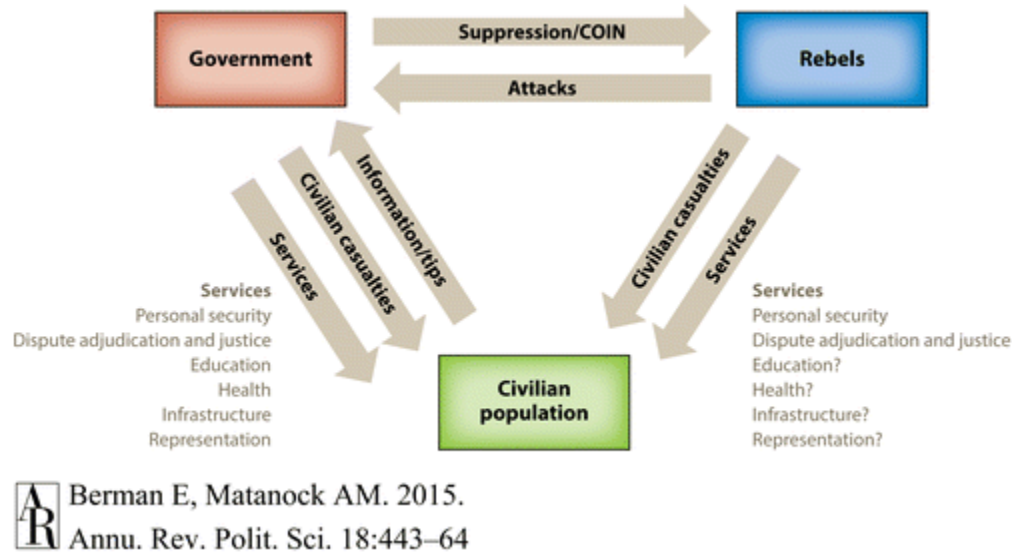 Government
Suppression/COIN
Rebels
Attacks
Services
Civilian casualties
Information/tips
Civilian casualties
Services
Services
Personal security
Dispute adjudication and justice
Education
Health
Infrastructure
Representation
Civilian
population
Services
Personal security
Dispute adjudication and justice
Education?
Health?
Infrastructure?
Representation?
AR
Berman E, Matanock AM. 2015.
Annu. Rev. Polit. Sci. 18:443–64